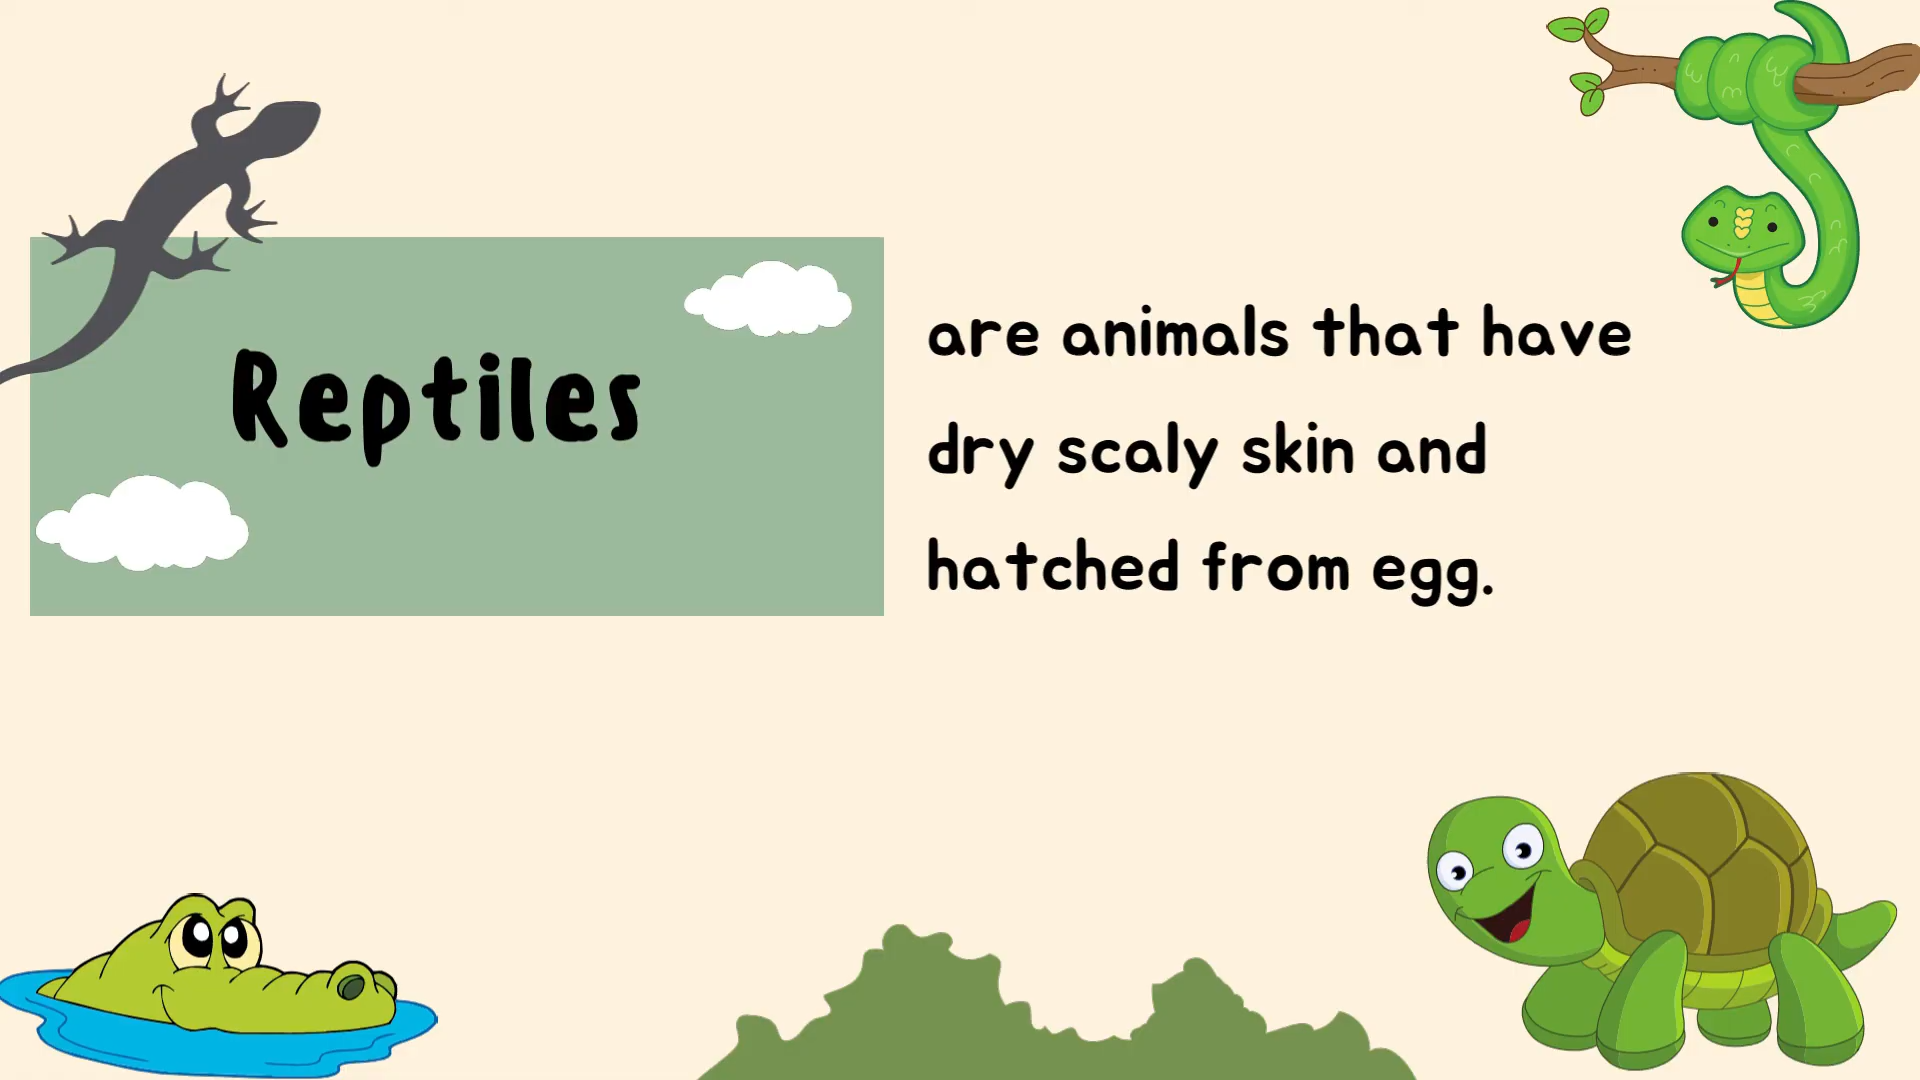 Reptiles
are animals that have
dry scaly skin and
hatched from egg.